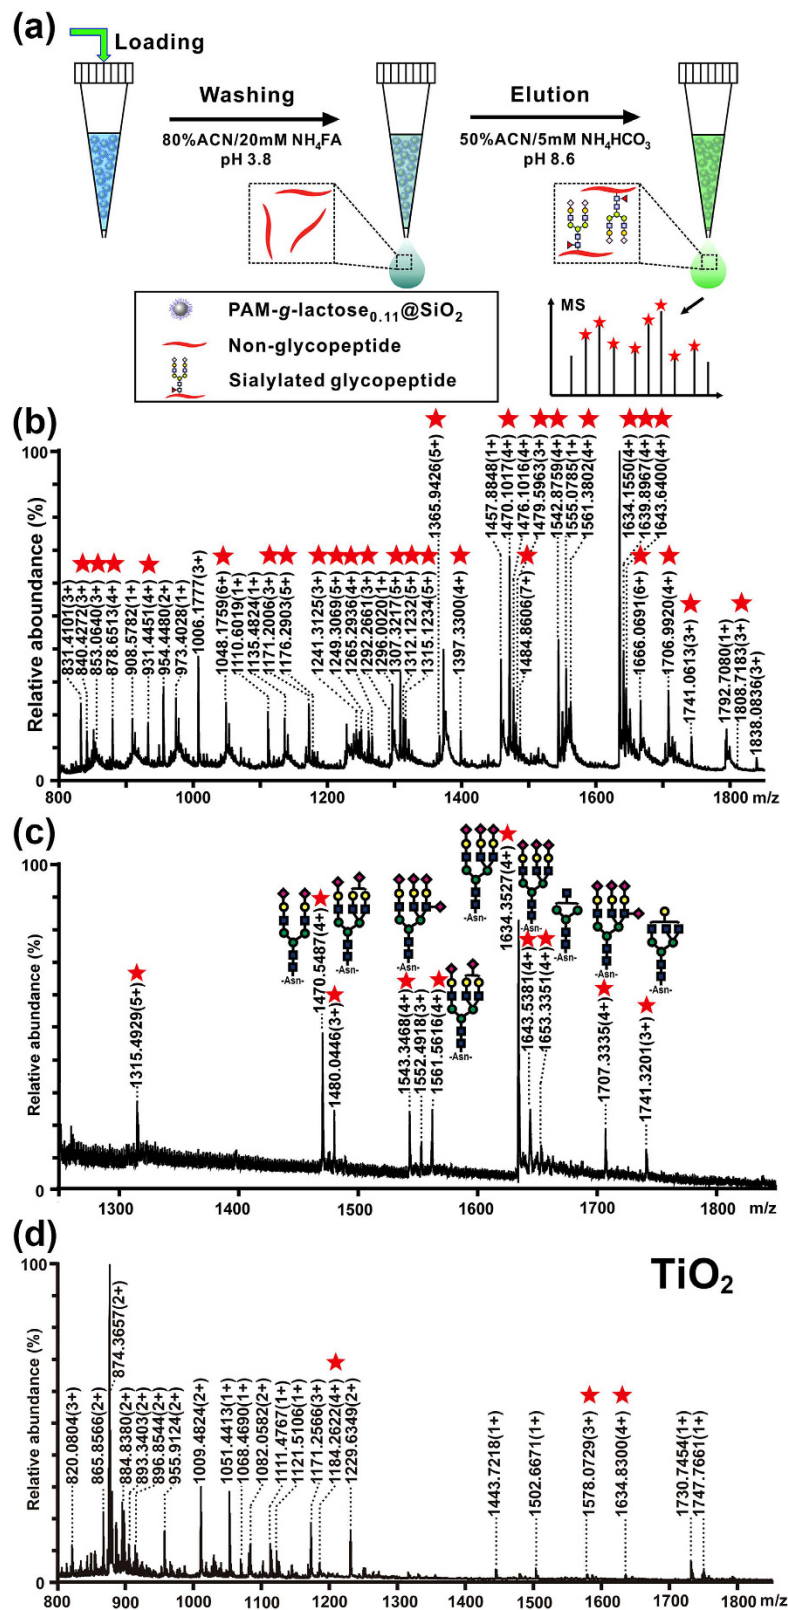 (a)
Loading
Washing
80%ACN/20mM NH₄FA
pH 3.8
Elution
50%ACN/5mM NH₄HCO₃
pH 8.6
PAM-g-lactose₀.₁₁@SiO₂
Non-glycopeptide
Sialylated glycopeptide
MS
m/z
(b)
Relative aboundance (%)
100
0
831.4101(3+)
840.4272(3+)
853.0640(3+)
878.6513(4+)
908.5782(1+)
931.4451(4+)
954.4480(2+)
973.4028(1+)
1006.1777(3+)
1048.1759(6+)
1110.6019(1+)
1135.4824(1+)
1171.2006(3+)
1176.2903(5+)
1241.3125(3+)
1249.3069(5+)
1265.2936(4+)
1292.2661(3+)
1296.0020(1+)
1307.3217(5+)
1312.1232(5+)
1315.1234(5+)
1365.9426(5+)
1397.3300(4+)
1457.8848(1+)
1470.1017(4+)
1476.1016(4+)
1479.5963(3+)
1484.8606(7+)
1542.8759(4+)
1555.0785(1+)
1561.3802(4+)
1634.1550(4+)
1639.8967(4+)
1643.6400(4+)
1666.0691(6+)
1706.9920(4+)
1741.0613(3+)
1792.7080(1+)
1808.7183(3+)
1838.0836(3+)
800 1000 1200 1400 1600 1800 m/z
(c)
Relative abundance (%)
100
0
1315.4929(5+)
1470.5487(4+)
1480.0446(3+)
1543.3468(4+)
1552.4918(3+)
1561.5616(4+)
1634.3527(4+)
1643.5381(4+)
1653.3351(4+)
1707.3335(4+)
1741.3201(3+)
-Asn-
-Asn-
-Asn-
-Asn-
-Asn-
-Asn-
-Asn-
-Asn-
-Asn-
1300 1400 1500 1600 1700 1800 m/z
(d)
TiO₂
Relative abundance (%)
100
0
820.0804(3+)
865.8566(2+)
874.3657(2+)
884.8380(2+)
893.3403(2+)
896.8544(2+)
955.9124(2+)
1009.4824(2+)
1051.4413(1+)
1068.4690(1+)
1082.0582(2+)
1111.4767(1+)
1121.5106(1+)
1171.2566(3+)
1184.2622(4+)
1229.6349(2+)
1443.7218(1+)
1502.6671(1+)
1578.0729(3+)
1634.8300(4+)
1730.7454(1+)
1747.7661(1+)
800 900 1000 1100 1200 1300 1400 1500 1600 1700 1800 m/z